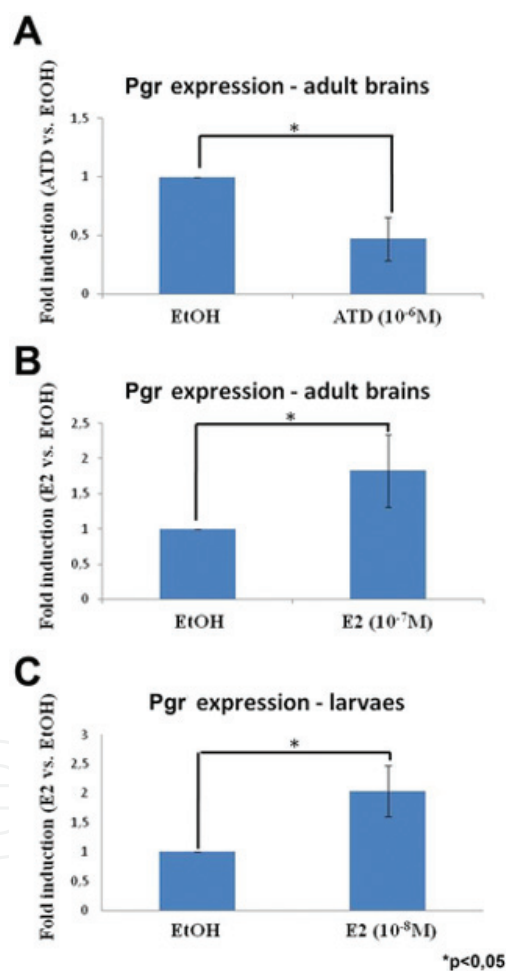 A
Pgr expression - adult brains
Fold induction (ATD vs. EtOH)
1,5
*
1
0,5
0
EtOH
ATD (10⁻⁶M)
B
Pgr expression - adult brains
Fold induction (E2 vs. EtOH)
2,5
*
2
1,5
1
0,5
0
EtOH
E2 (10⁻⁷M)
C
Pgr expression - larvaes
Fold induction (E2 vs. EtOH)
3
*
2,5
2
1,5
1
0,5
0
EtOH
E2 (10⁻⁸M)
*p<0,05